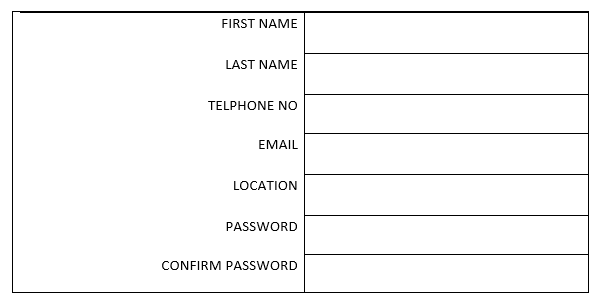 FIRST NAME
LAST NAME
TELPHONE NO
EMAIL
LOCATION
PASSWORD
CONFIRM PASSWORD